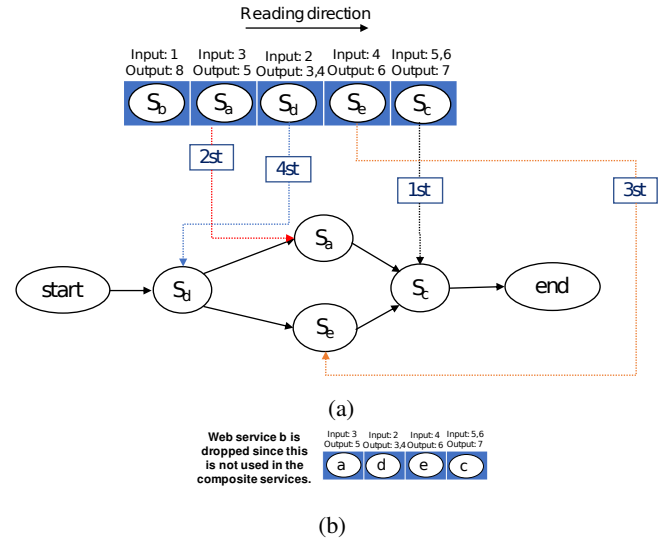 Reading direction
Input: 1 Input: 3 Input: 2 Input: 4 Input: 5,6
Output: 8 Output: 5 Output: 3,4 Output: 6 Output: 7
Sb Sa Sd Se Sc
2st 4st 1st 3st
Sa
start Sd Sc end
Se
(a)
Web service b is
dropped since this
is not used in the
composite services.
Input: 3 Input: 2 Input: 4 Input: 5,6
Output: 5 Output: 3,4 Output: 6 Output: 7
a d e c
(b)